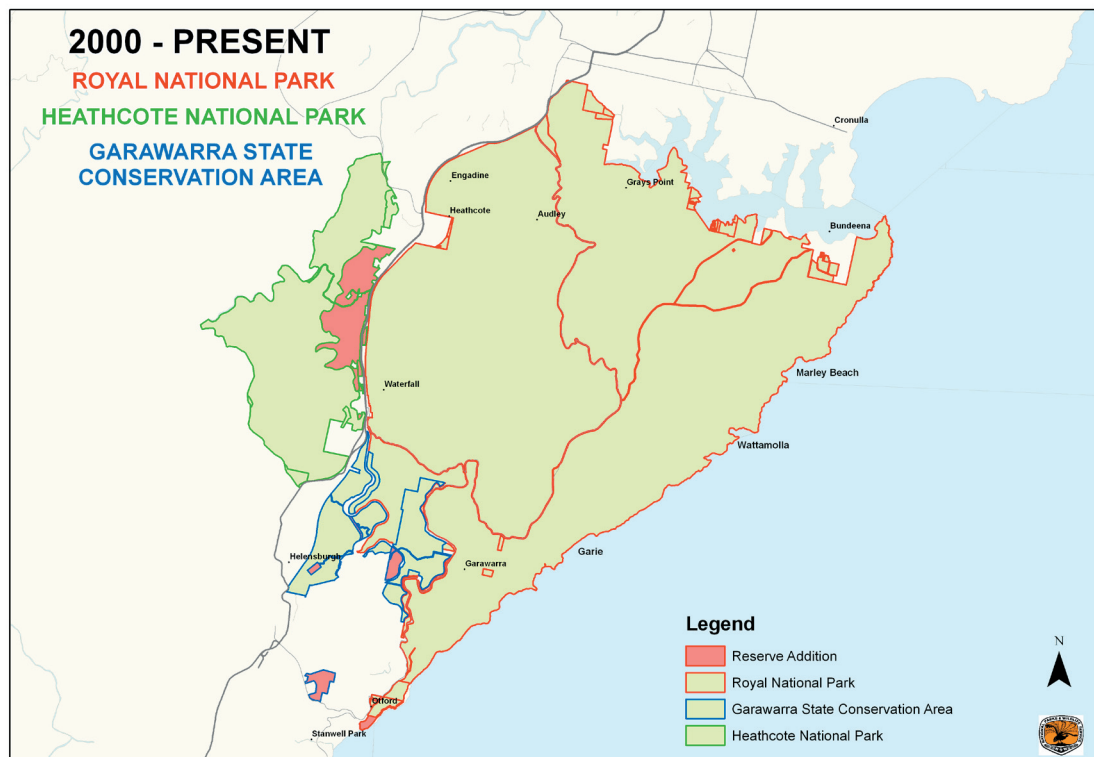 2000 - PRESENT
ROYAL NATIONAL PARK
HEATHCOTE NATIONAL PARK
GARAWARRA STATE
CONSERVATION AREA
Cronulla
Engadine
Grays Point
Heathcote
Audley
Bundeena
Marley Beach
Waterfall
Wattamolla
Garie
Helensburgh
Garawarra
Otford
Stanwell Park
Legend
Reserve Addition
Royal National Park
Garawarra State Conservation Area
Heathcote National Park
N